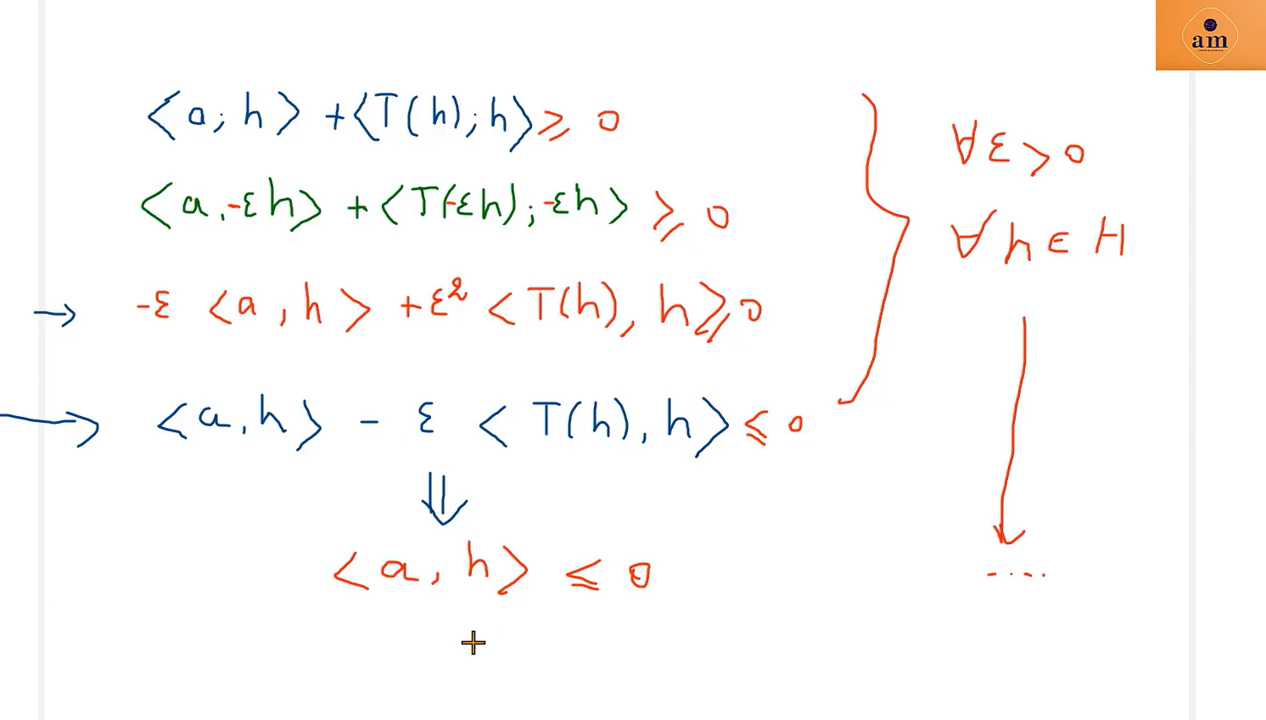 am
<a; h> + <T(h); h> ≥ 0
∀ε > 0
<a, -εh> + <T(-εh); -εh> ≥ 0
∀h ∈ H
→ -ε <a, h> + ε² <T(h), h> ≥ 0
→ <a, h> - ε <T(h), h> ≤ 0
⇓
<a, h> ≤ 0
....